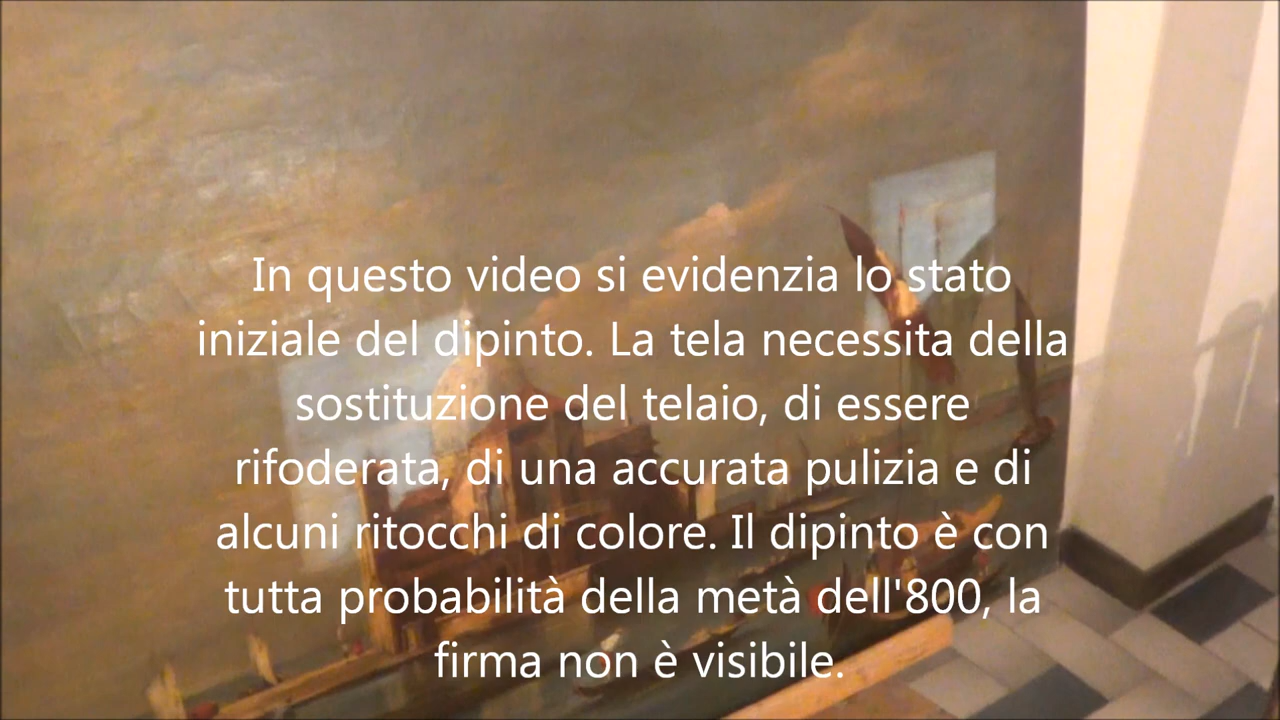 In questo video si evidenzia lo stato
iniziale del dipinto. La tela necessita della
sostituzione del telaio, di essere
rifoderata, di una accurata pulizia e di
alcuni ritocchi di colore. Il dipinto è con
tutta probabilità della metà dell'800, la
firma non è visibile.